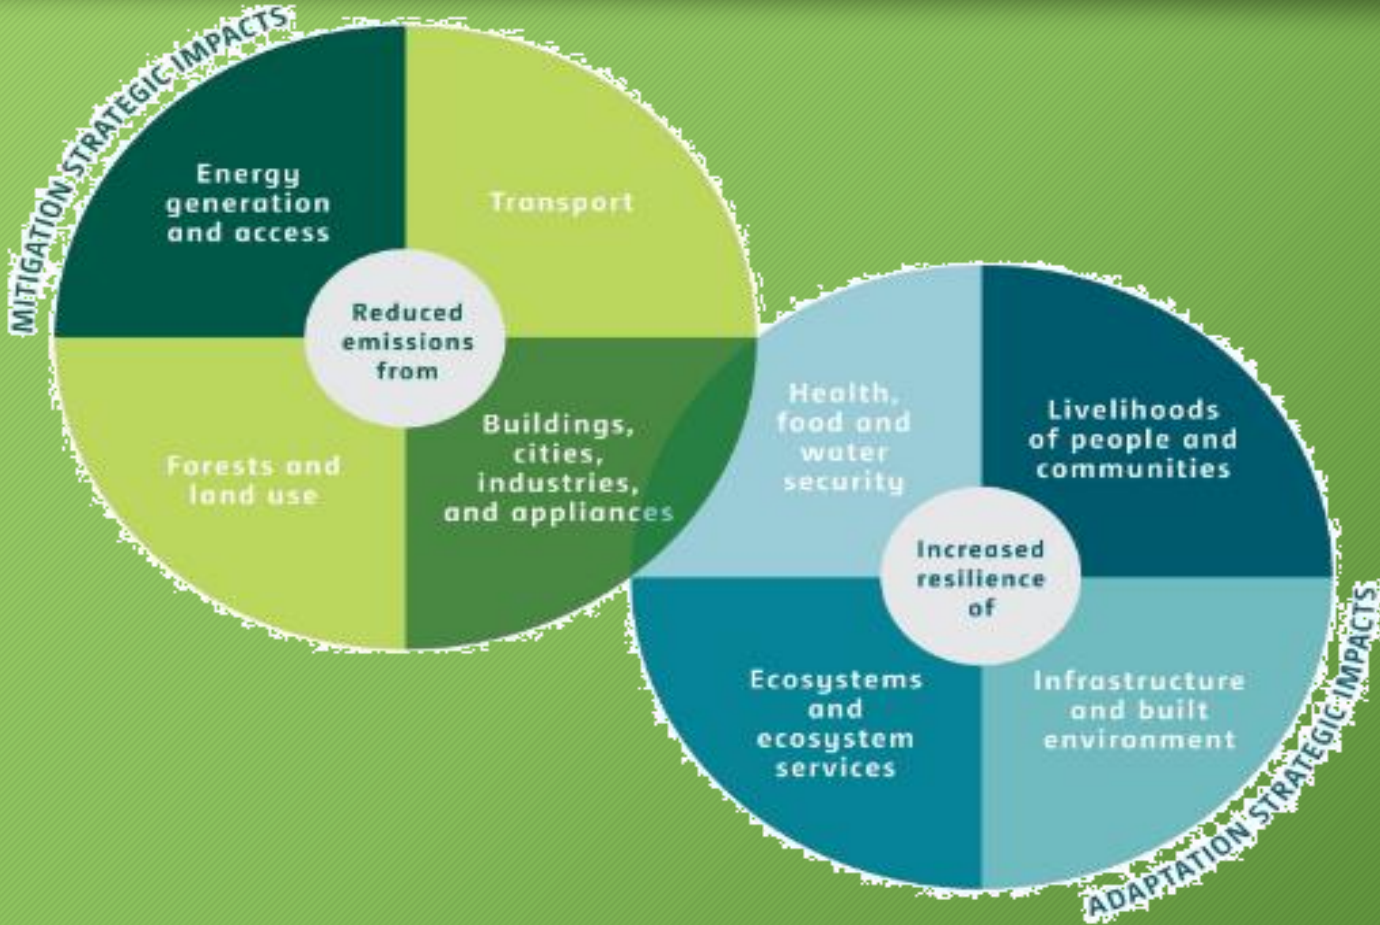 MITIGATION STRATEGIC IMPACTS
Energy
generation
and access
Transport
Reduced
emissions
from
Forests and
land use
Buildings,
cities,
industries,
and appliances
Health,
food and
water
security
Livelihoods
of people and
communities
Increased
resilience
of
Ecosystems
and
ecosystem
services
Infrastructure
and built
environment
ADAPTATION STRATEGIC IMPACTS